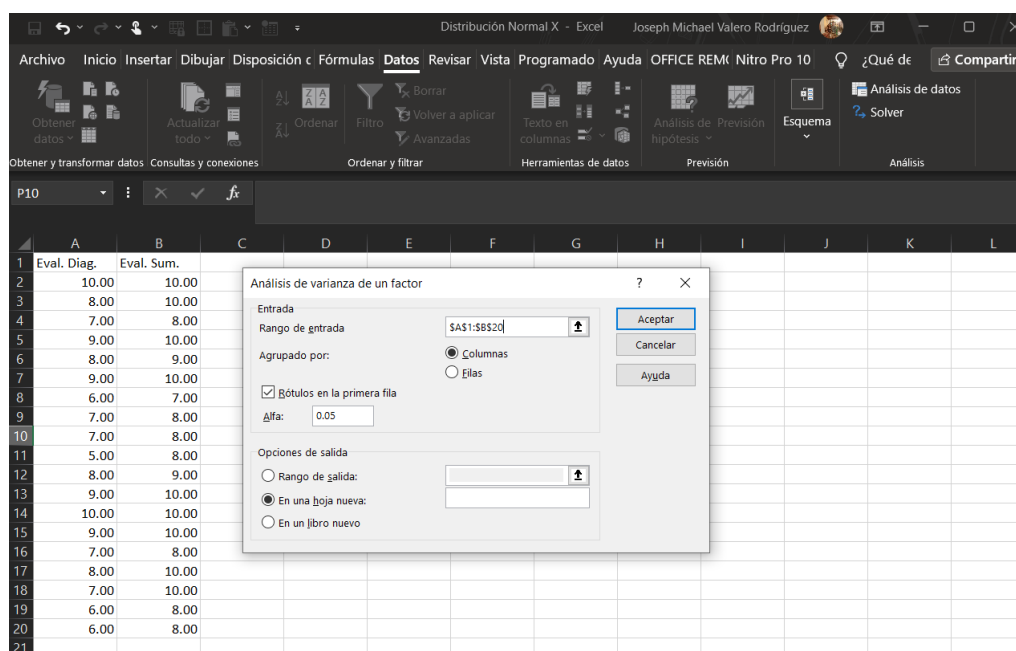 Distribución Normal X - Excel Joseph Michael Valero Rodríguez
Archivo Inicio Insertar Dibujar Disposición c Fórmulas Datos Revisar Vista Programado Ayuda OFFICE REM( Nitro Pro 10 ¿Qué de Compartir
Obtener datos
Actualizar todo
Ordenar
Filtro
Borrar
Volver a aplicar
Avanzadas
Texto en columnas
Análisis de hipótesis
Previsión
Esquema
Análisis de datos
Solver
Obtener y transformar datos Consultas y conexiones Ordenar y filtrar Herramientas de datos Previsión Análisis
P10 fx
A B C D E F G H I J K L
1 Eval. Diag. Eval. Sum.
2 10.00 10.00
3 8.00 10.00
4 7.00 8.00
5 9.00 10.00
6 8.00 9.00
7 9.00 10.00
8 6.00 7.00
9 7.00 8.00
10 7.00 8.00
11 5.00 8.00
12 8.00 9.00
13 9.00 10.00
14 10.00 10.00
15 9.00 10.00
16 7.00 8.00
17 8.00 10.00
18 7.00 10.00
19 6.00 8.00
20 6.00 8.00
21
Análisis de varianza de un factor ? ×
Entrada
Rango de entrada $A$1:$B$20
Agrupado por: Columnas
Filas
Rótulos en la primera fila
Alfa: 0.05
Opciones de salida
Rango de salida:
En una hoja nueva:
En un libro nuevo
Aceptar
Cancelar
Ayuda